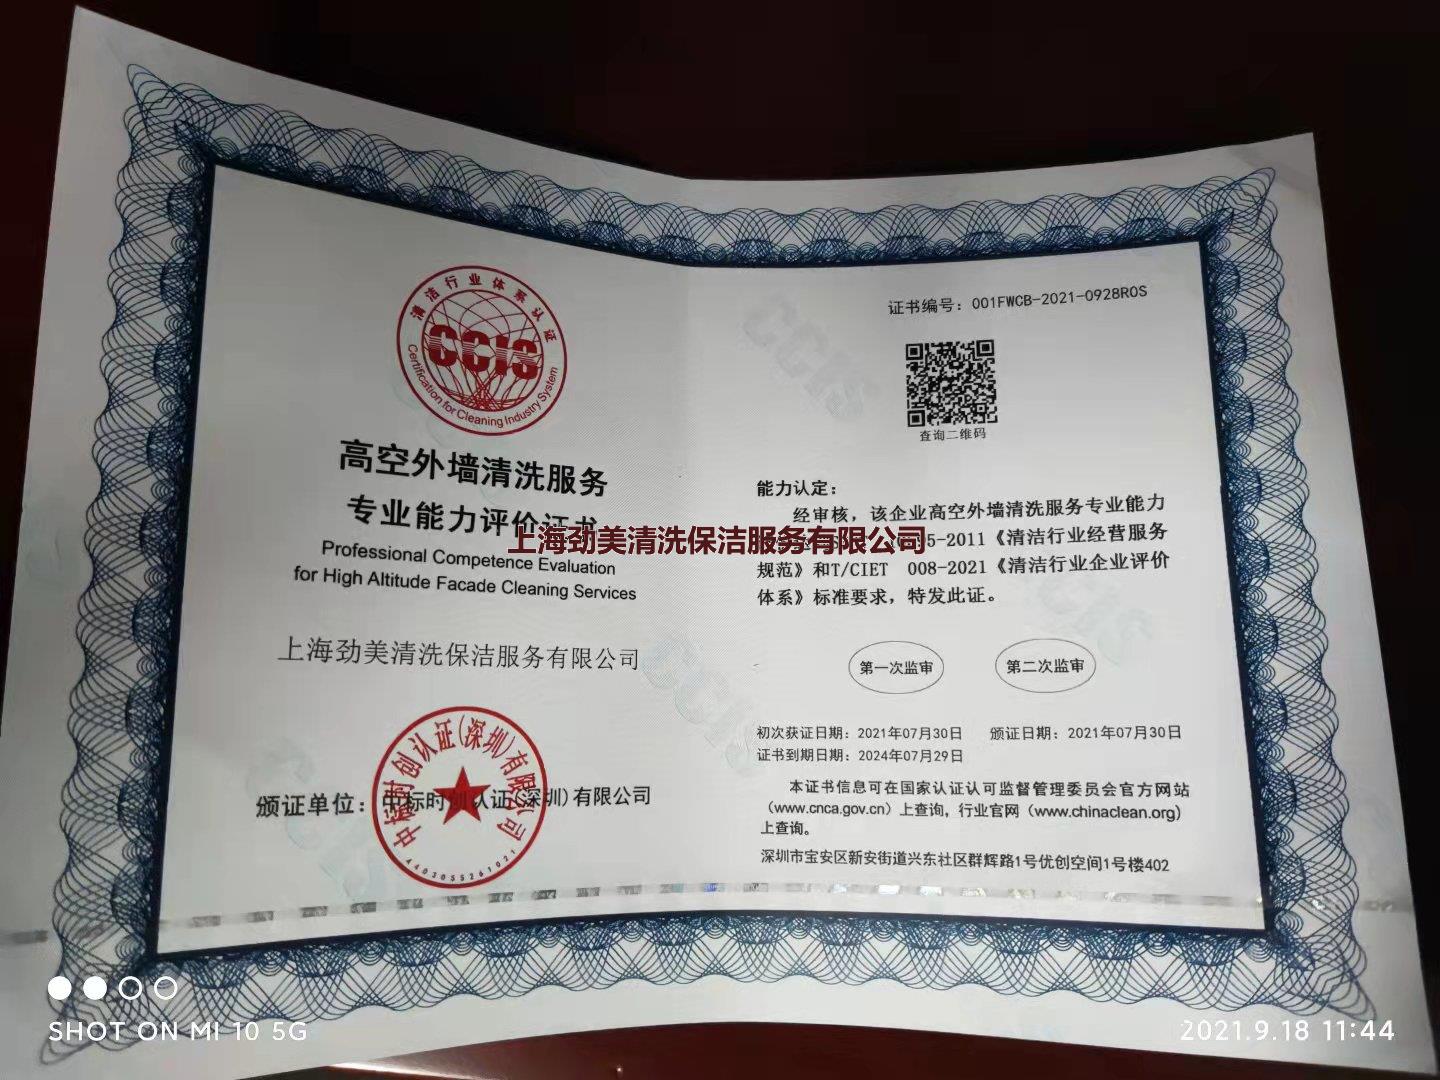 清洁行业体系认证
CCIS
Certification for Cleaning Industry System
高空外墙清洗服务
专业能力评价证书
Professional Competence Evaluation
for High Altitude Facade Cleaning Services
上海劲美清洗保洁服务有限公司
颁证单位：中标时创认证(深圳)有限公司
中标时创认证(深圳)有限公司
4403055261021
上海劲美清洗保洁服务有限公司
证书编号：001FWCB-2021-0928R0S
查询二维码
能力认定：
经审核，该企业高空外墙清洗服务专业能力
5-2011《清洁行业经营服务
规范》和T/CIET 008-2021《清洁行业企业评价
体系》标准要求，特发此证。
第一次监审 第二次监审
初次获证日期：2021年07月30日 颁证日期：2021年07月30日
证书到期日期：2024年07月29日
本证书信息可在国家认证认可监督管理委员会官方网站
（www.cnca.gov.cn）上查询，行业官网（www.chinaclean.org）
上查询。
深圳市宝安区新安街道兴东社区群辉路1号优创空间1号楼402
SHOT ON MI 10 5G
2021.9.18 11:44